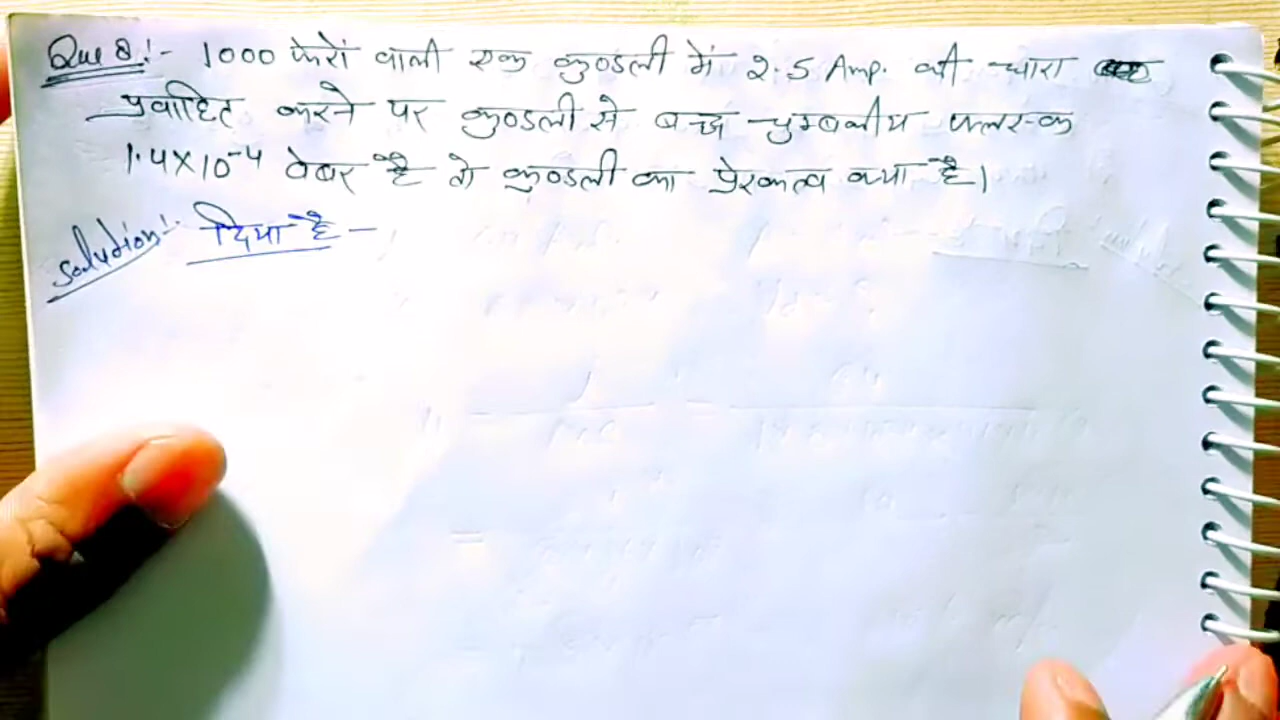 Que 8:- 1000 फेरों वाली एक कुण्डली में 2.5 Amp. की धारा
प्रवाहित करने पर कुण्डली से बद्ध चुम्बकीय फ्लक्स
1.4×10⁻⁴ वेबर है तो कुण्डली का प्रेरकत्व क्या है।
Solution:- दिया है -